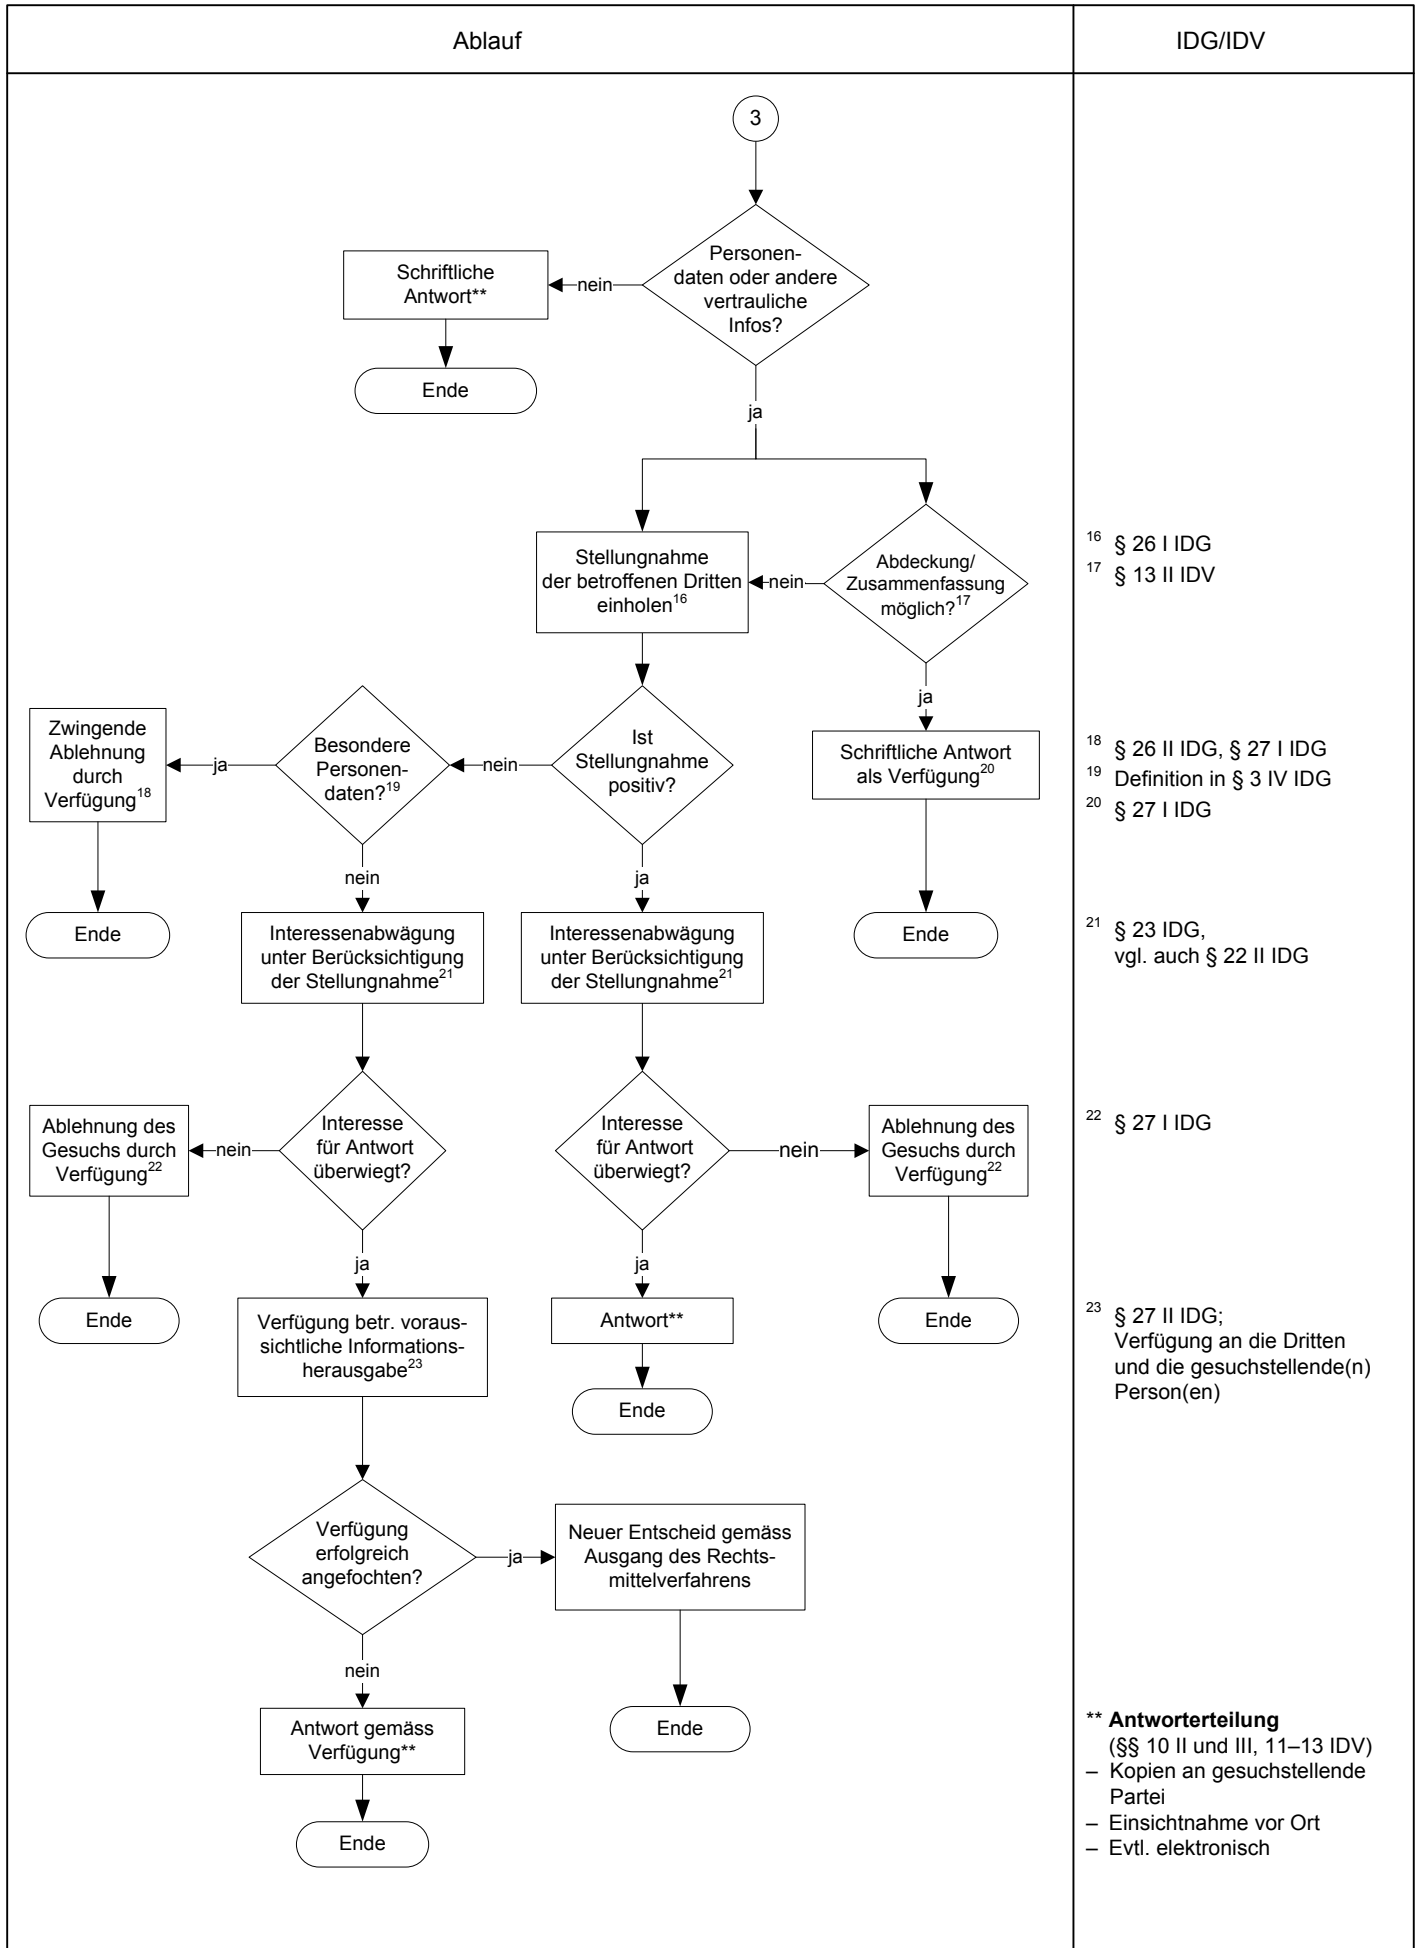 Ablauf
IDG/IDV
3
Personen-
daten oder andere
vertrauliche
Infos?
nein
Schriftliche
Antwort**
Ende
ja
Stellungnahme
der betroffenen Dritten
einholen16
nein
Abdeckung/
Zusammenfassung
möglich?17
16 § 26 I IDG
17 § 13 II IDV
ja
Zwingende
Ablehnung
durch
Verfügung18
ja
Besondere
Personen-
daten?19
nein
Ist
Stellungnahme
positiv?
Schriftliche Antwort
als Verfügung20
18 § 26 II IDG, § 27 I IDG
19 Definition in § 3 IV IDG
20 § 27 I IDG
nein
ja
Ende
Interessenabwägung
unter Berücksichtigung
der Stellungnahme21
Interessenabwägung
unter Berücksichtigung
der Stellungnahme21
Ende
21 § 23 IDG,
vgl. auch § 22 II IDG
Ablehnung des
Gesuchs durch
Verfügung22
nein
Interesse
für Antwort
überwiegt?
Interesse
für Antwort
überwiegt?
nein
Ablehnung des
Gesuchs durch
Verfügung22
22 § 27 I IDG
ja
ja
Ende
Verfügung betr. voraus-
sichtliche Informations-
herausgabe23
Antwort**
Ende
Ende
23 § 27 II IDG;
Verfügung an die Dritten
und die gesuchstellende(n)
Person(en)
Verfügung
erfolgreich
angefochten?
ja
Neuer Entscheid gemäss
Ausgang des Rechts-
mittelverfahrens
nein
Antwort gemäss
Verfügung**
Ende
Ende
** Antworterteilung
(§§ 10 II und III, 11–13 IDV)
– Kopien an gesuchstellende
Partei
– Einsichtnahme vor Ort
– Evtl. elektronisch